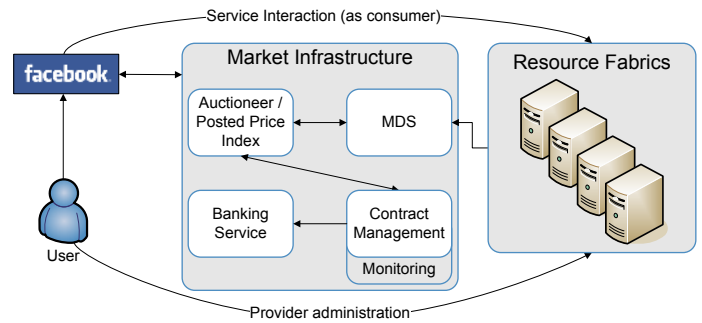 Service Interaction (as consumer)
facebook.
Market Infrastructure
Resource Fabrics
Auctioneer /
Posted Price
Index
MDS
Banking
Service
Contract
Management
Monitoring
User
Provider administration